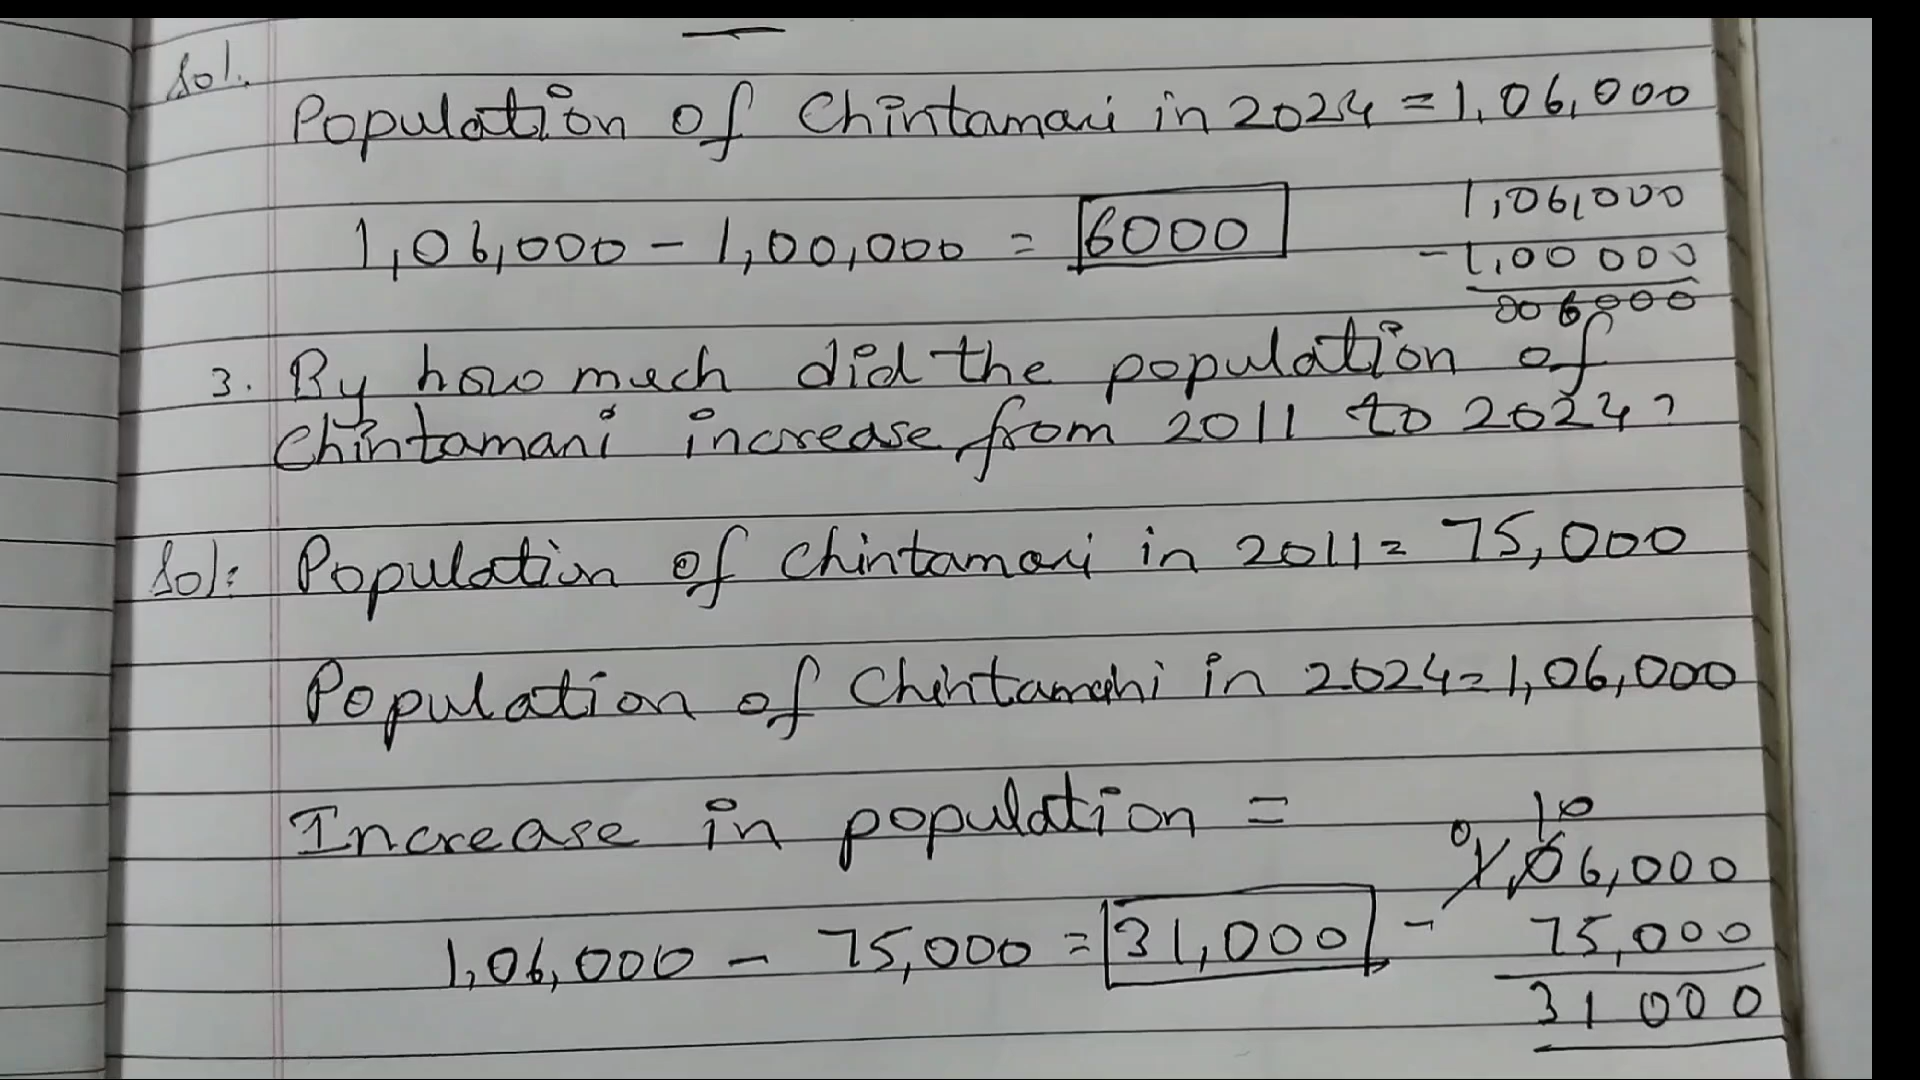 Sol.
Population of Chintamani in 2024 = 1,06,000
1,06,000 - 1,00,000 = 6000
1,06,000
- 1,00 000
006000
3. By how much did the population of
Chintamani increase from 2011 to 2024?
Sol: Population of Chintamani in 2011 = 75,000
Population of Chintamani in 2024 = 1,06,000
Increase in population =
0 10
1,06,000
1,06,000 - 75,000 = 31,000
- 75,000
31 000